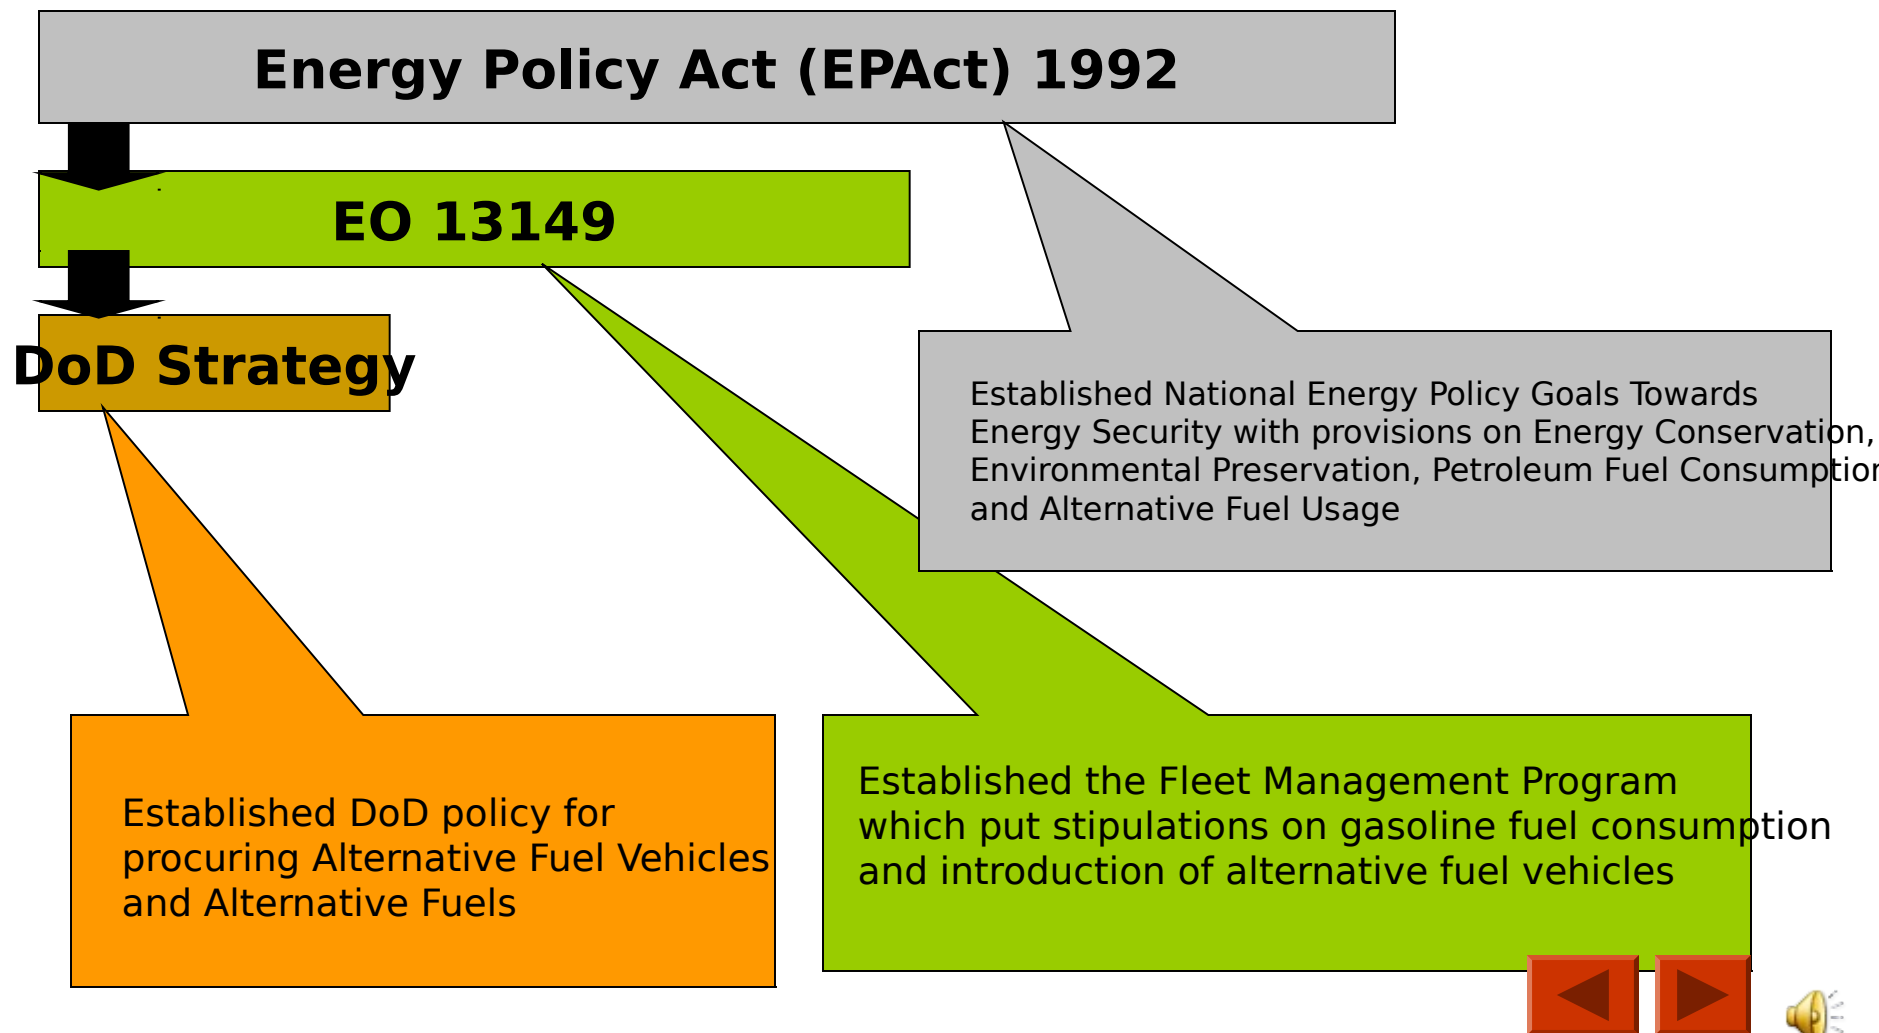 Energy Policy Act (EPAct) 1992
EO 13149
DoD Strategy
Established National Energy Policy Goals Towards
Energy Security with provisions on Energy Conservation,
Environmental Preservation, Petroleum Fuel Consumption
and Alternative Fuel Usage
Established DoD policy for
procuring Alternative Fuel Vehicles
and Alternative Fuels
Established the Fleet Management Program
which put stipulations on gasoline fuel consumption
and introduction of alternative fuel vehicles